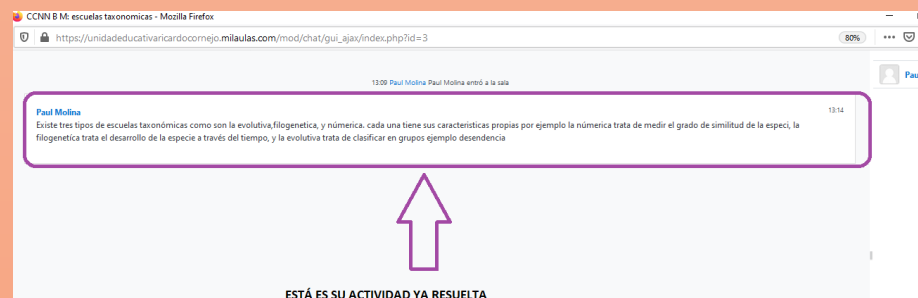 CCNN B M: escuelas taxonomicas - Mozilla Firefox
https://unidadeducativaricardocornejo.milaulas.com/mod/chat/gui_ajax/index.php?id=3
80%
13:09 Paul Molina Paul Molina entró a la sala
Pau
Paul Molina
13:14
Existe tres tipos de escuelas taxonómicas como son la evolutiva,filogenetica, y númerica. cada una tiene sus caracteristicas propias por ejemplo la númerica trata de medir el grado de similitud de la especi, la
filogenetíca trata el desarrollo de la especie a través del tiempo, y la evolutiva trata de clasificar en grupos ejemplo desendencia
ESTÁ ES SU ACTIVIDAD YA RESUELTA